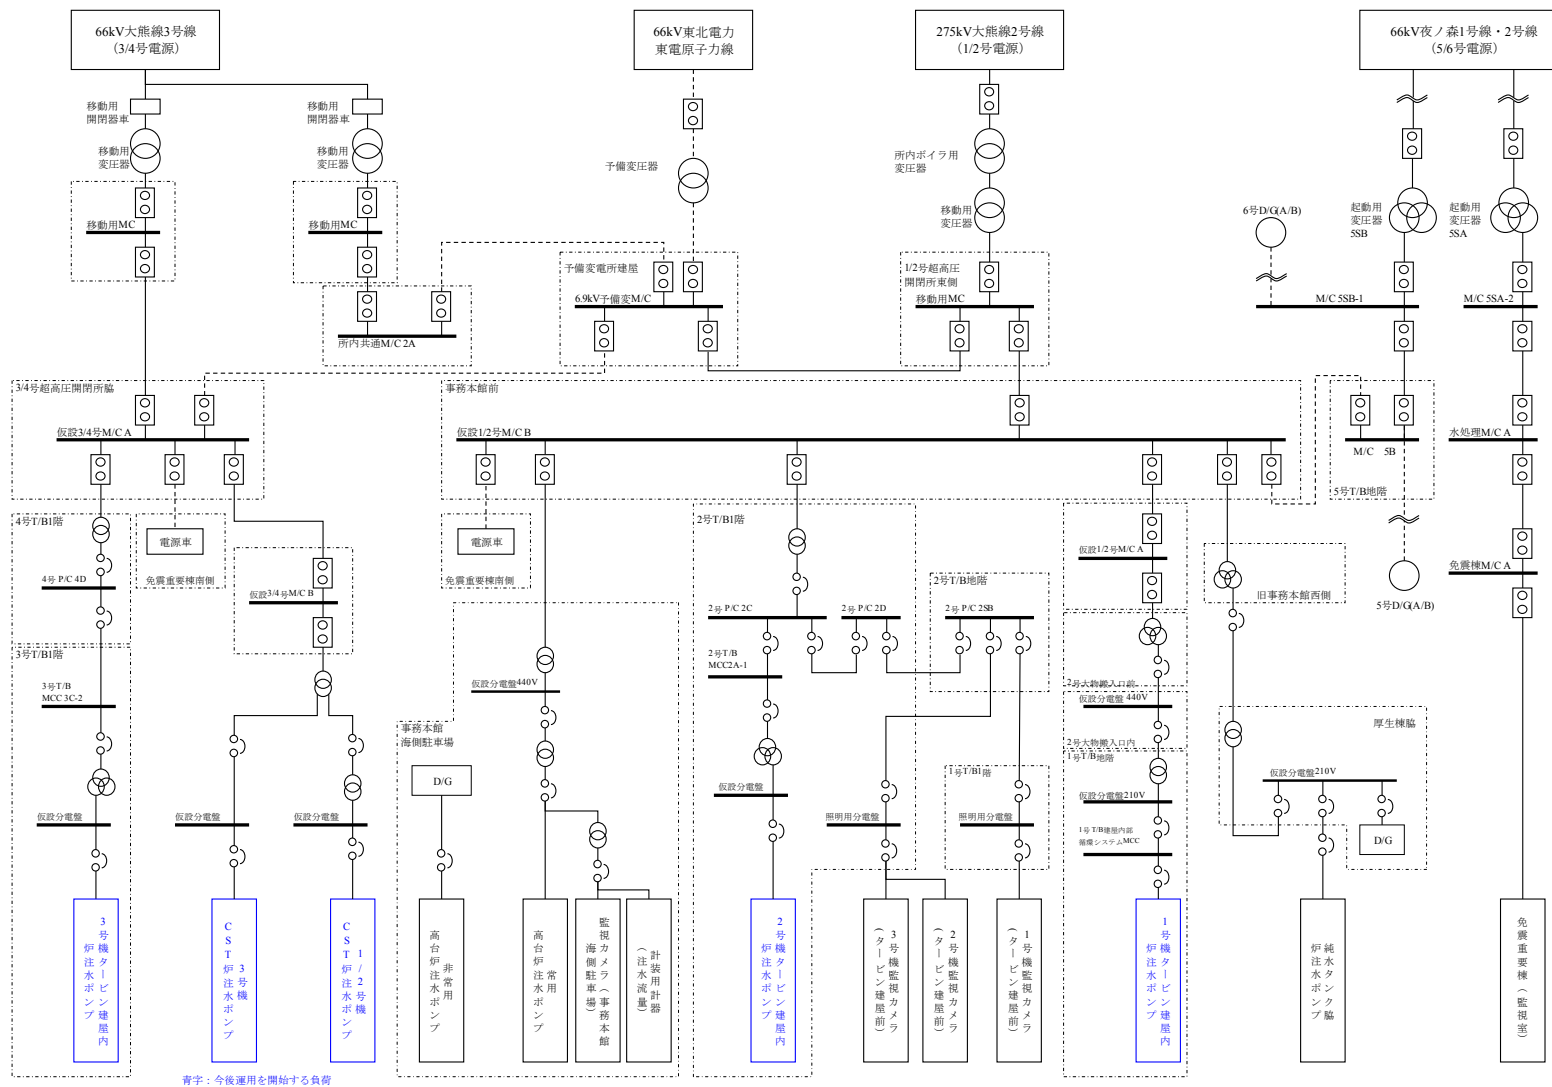 66kV大熊線3号線
（3/4号電源）
66kV東北電力
東電原子力線
275kV大熊線2号線
（1/2号電源）
66kV夜ノ森1号線・2号線
（5/6号電源）
移動用
開閉器車
移動用
開閉器車
移動用
変圧器
移動用
変圧器
予備変圧器
所内ボイラ用
変圧器
移動用
変圧器
6号D/G(A/B)
起動用
変圧器
5SB
起動用
変圧器
5SA
移動用MC
移動用MC
予備変電所建屋
6.9kV予備変M/C
1/2号超高圧
開閉所東側
移動用MC
M/C 5SB-1
M/C 5SA-2
所内共通M/C 2A
3/4号超高圧開閉所脇
仮設3/4号M/C A
事務本館前
仮設1/2号M/C B
M/C 5B
5号T/B地階
水処理M/C A
4号T/B1階
電源車
免震重要棟南側
4号 P/C 4D
仮設3/4号M/C B
電源車
免震重要棟南側
2号T/B1階
2号 P/C 2C
2号 P/C 2D
2号T/B地階
2号 P/C 2SB
仮設1/2号M/C A
旧事務本館西側
5号D/G(A/B)
免震棟M/C A
3号T/B1階
3号T/B
MCC 3C-2
仮設分電盤440V
2号T/B
MCC2A-1
2号大物搬入口前
仮設分電盤 440V
2号大物搬入口内
事務本館
海側駐車場
D/G
1号T/B地階
仮設分電盤210V
1号 T/B建屋内部
循環システムMCC
厚生棟脇
仮設分電盤210V
D/G
仮設分電盤
仮設分電盤
仮設分電盤
仮設分電盤
照明用分電盤
1号T/B1階
照明用分電盤
3号機タービン建屋内
炉注水ポンプ
3号機
CST炉注水ポンプ
1/2号機
CST炉注水ポンプ
非常用
高台炉注水ポンプ
常用
高台炉注水ポンプ
監視カメラ（事務本館
海側駐車場）
計装用計器
（注水流量）
2号機タービン建屋内
炉注水ポンプ
3号機監視カメラ
（タービン建屋前）
2号機監視カメラ
（タービン建屋前）
1号機監視カメラ
（タービン建屋前）
1号機タービン建屋内
炉注水ポンプ
純水タンク脇
炉注水ポンプ
免震重要棟（監視室）
青字：今後運用を開始する負荷